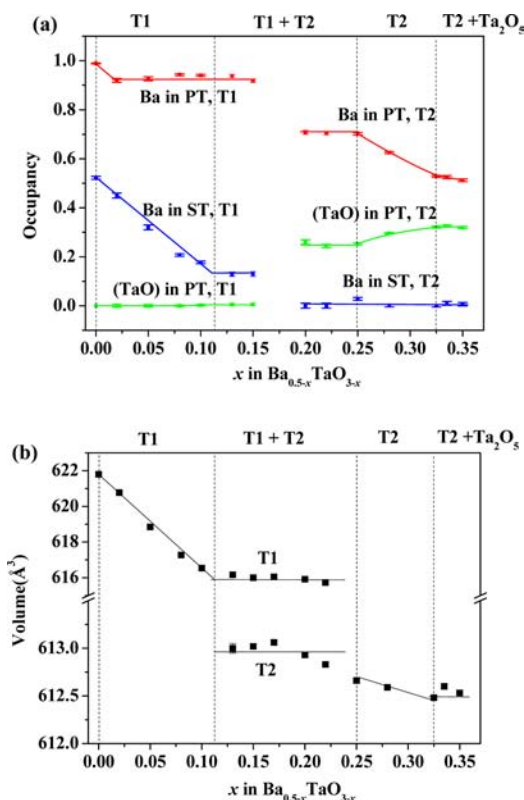 (a)
T1 T1 + T2 T2 T2 +Ta₂O₅
1.0
Ba in PT, T1
0.8
Ba in PT, T2
0.6
Occupancy
Ba in ST, T1
0.4
(TaO) in PT, T2
0.2
(TaO) in PT, T1
Ba in ST, T2
0.0
0.00 0.05 0.10 0.15 0.20 0.25 0.30 0.35
x in Ba₀.₅₋ₓTaO₃₋ₓ
(b)
T1 T1 + T2 T2 T2 +Ta₂O₅
622
620
618
T1
616
Volume(Å³)
613.0
T2
612.5
612.0
0.00 0.05 0.10 0.15 0.20 0.25 0.30 0.35
x in Ba₀.₅₋ₓTaO₃₋ₓ